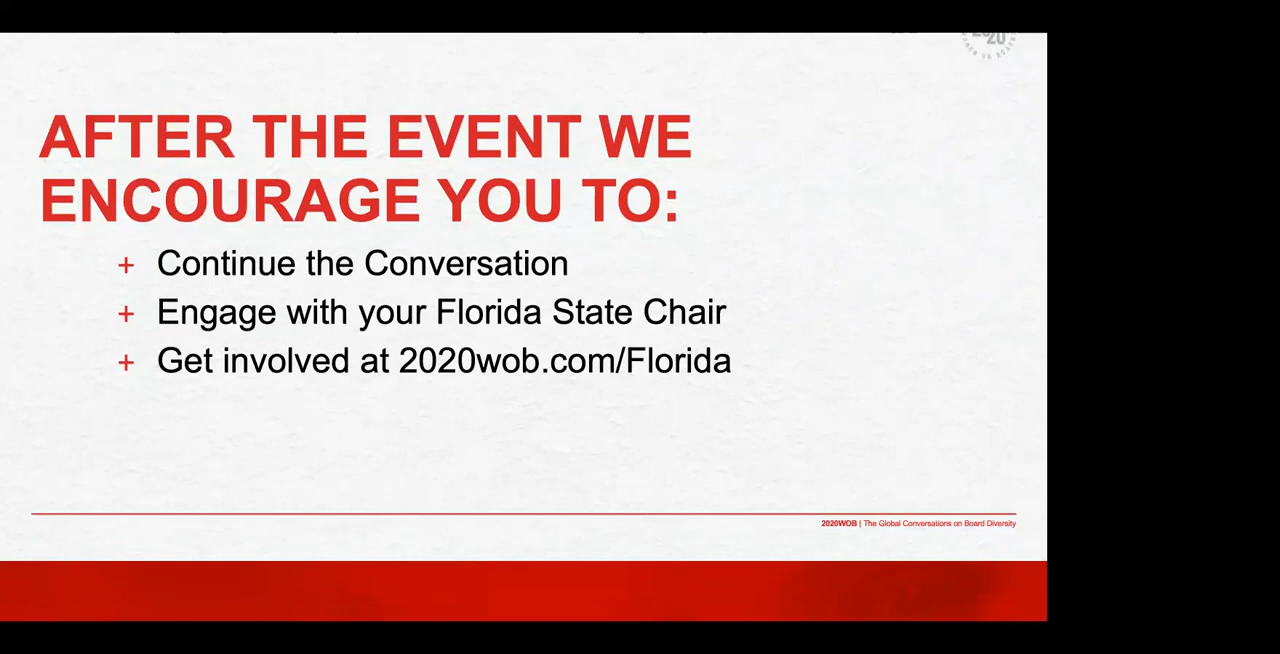 20
AFTER THE EVENT WE
ENCOURAGE YOU TO:
+ Continue the Conversation
+ Engage with your Florida State Chair
+ Get involved at 2020wob.com/Florida
2020WOB | The Global Conversations on Board Diversity